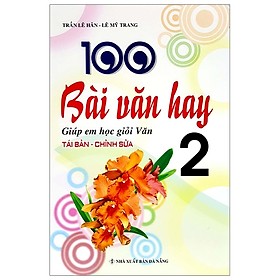 TRẦN LÊ HÂN - LÊ MỸ TRANG
100
Bài văn hay
Giúp em học giỏi Văn
2
TÁI BẢN - CHỈNH SỬA
NHÀ XUẤT BẢN ĐÀ NẴNG